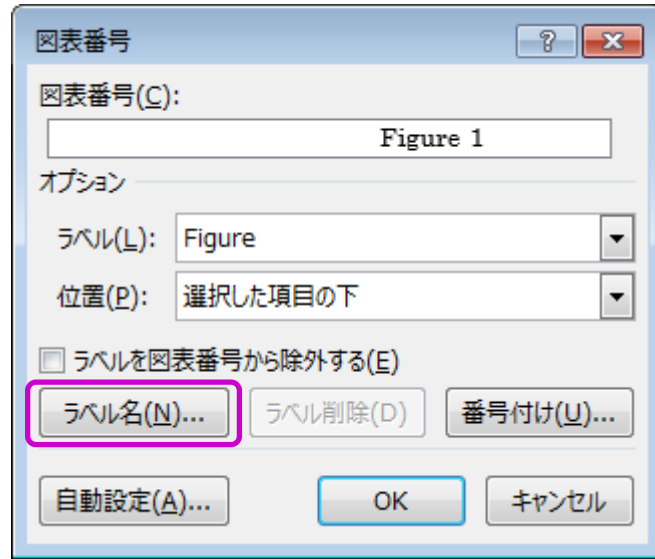 図表番号
図表番号(C):
Figure 1
オプション
ラベル(L): Figure
位置(P): 選択した項目の下
ラベルを図表番号から除外する(E)
ラベル名(N)... ラベル削除(D) 番号付け(U)...
自動設定(A)... OK キャンセル